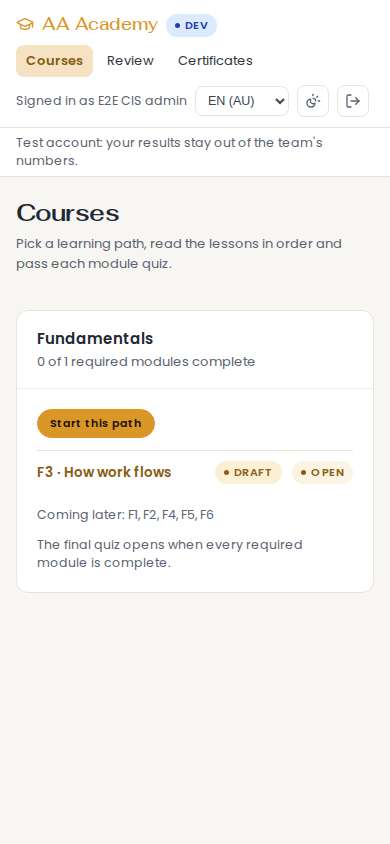 AA Academy DEV
Courses Review Certificates
Signed in as E2E CIS admin EN (AU)
Test account: your results stay out of the team's
numbers.
Courses
Pick a learning path, read the lessons in order and
pass each module quiz.
Fundamentals
0 of 1 required modules complete
Start this path
F3 · How work flows DRAFT OPEN
Coming later: F1, F2, F4, F5, F6
The final quiz opens when every required
module is complete.